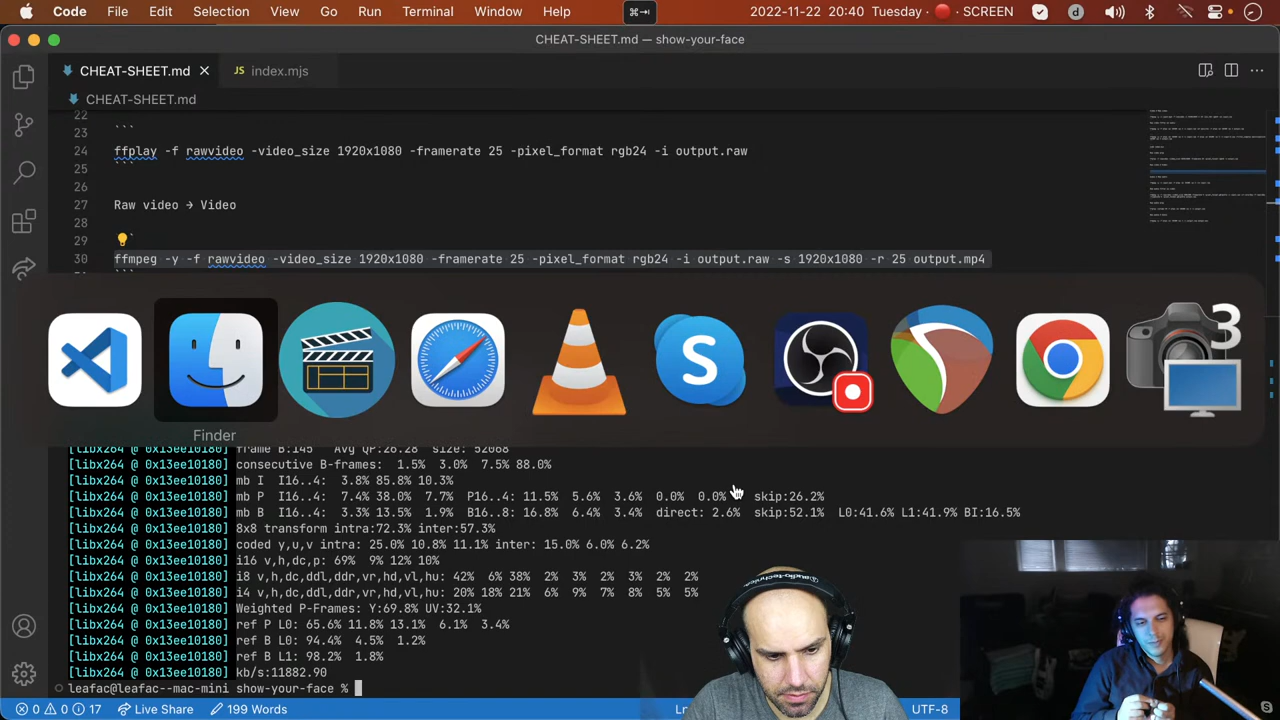 Code File Edit Selection View Go Run Terminal Window Help ⌘⇥ 2022-11-22 20:40 Tuesday SCREEN
CHEAT-SHEET.md — show-your-face
CHEAT-SHEET.md JS index.mjs
CHEAT-SHEET.md
22
23 ```
24 ffplay -f rawvideo -video_size 1920x1080 -framerate 25 -pixel_format rgb24 -i output.raw
25 ```
26
27 Raw video → Video
28
29
30 ffmpeg -y -f rawvideo -video_size 1920x1080 -framerate 25 -pixel_format rgb24 -i output.raw -s 1920x1080 -r 25 output.mp4
3
Finder
[libx264 @ 0x13ee10180] frame B:145 Avg QP:26.28 size: 52068
[libx264 @ 0x13ee10180] consecutive B-frames: 1.5% 3.0% 7.5% 88.0%
[libx264 @ 0x13ee10180] mb I I16..4: 3.8% 85.8% 10.3%
[libx264 @ 0x13ee10180] mb P I16..4: 7.4% 38.0% 7.7% P16..4: 11.5% 5.6% 3.6% 0.0% 0.0% skip:26.2%
[libx264 @ 0x13ee10180] mb B I16..4: 3.3% 13.5% 1.9% B16..8: 16.8% 6.4% 3.4% direct: 2.6% skip:52.1% L0:41.6% L1:41.9% BI:16.5%
[libx264 @ 0x13ee10180] 8x8 transform intra:72.3% inter:57.3%
[libx264 @ 0x13ee10180] coded y,u,v intra: 25.0% 10.8% 11.1% inter: 15.0% 6.0% 6.2%
[libx264 @ 0x13ee10180] i16 v,h,dc,p: 69% 9% 12% 10%
[libx264 @ 0x13ee10180] i8 v,h,dc,ddl,ddr,vr,hd,vl,hu: 42% 6% 38% 2% 3% 2% 3% 2% 2%
[libx264 @ 0x13ee10180] i4 v,h,dc,ddl,ddr,vr,hd,vl,hu: 20% 18% 21% 6% 9% 7% 8% 5% 5%
[libx264 @ 0x13ee10180] Weighted P-Frames: Y:69.8% UV:32.1%
[libx264 @ 0x13ee10180] ref P L0: 65.6% 11.8% 13.1% 6.1% 3.4%
[libx264 @ 0x13ee10180] ref B L0: 94.4% 4.5% 1.2%
[libx264 @ 0x13ee10180] ref B L1: 98.2% 1.8%
[libx264 @ 0x13ee10180] kb/s:11882.90
leafac@leafac--mac-mini show-your-face %
0 0 17 Live Share 199 Words UTF-8